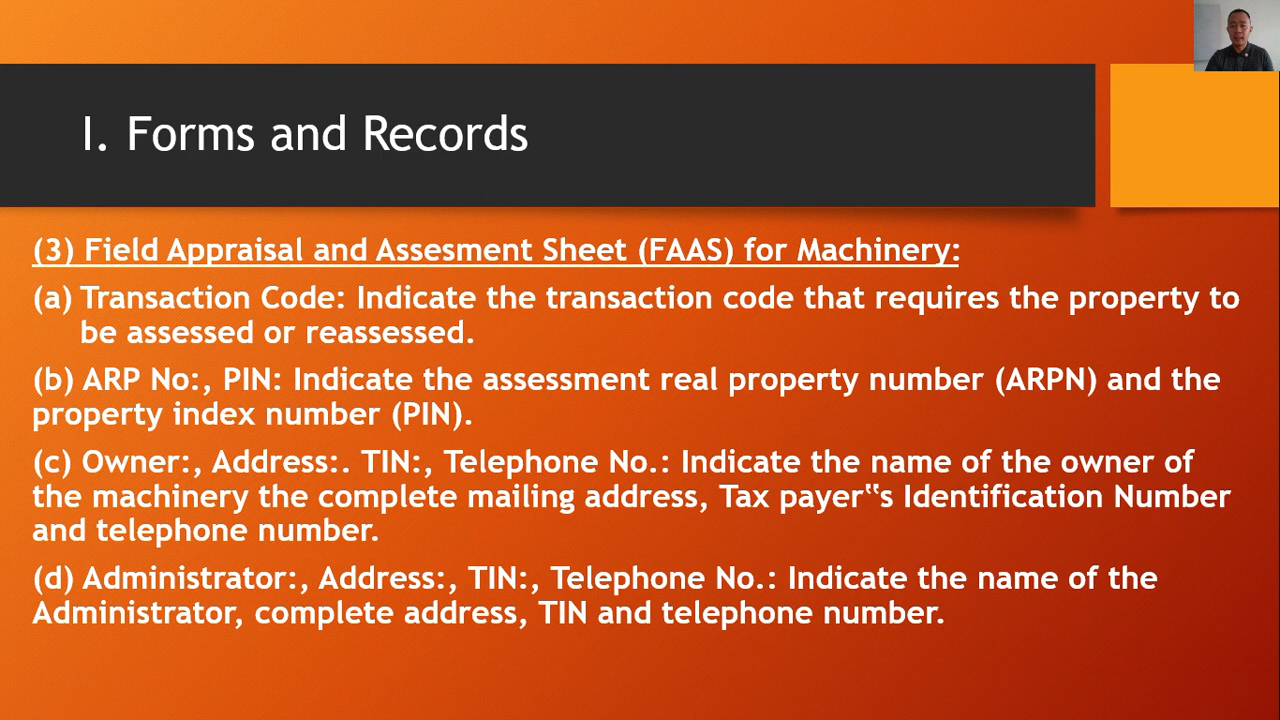 I. Forms and Records
(3) Field Appraisal and Assesment Sheet (FAAS) for Machinery:
(a) Transaction Code: Indicate the transaction code that requires the property to
be assessed or reassessed.
(b) ARP No:, PIN: Indicate the assessment real property number (ARPN) and the
property index number (PIN).
(c) Owner:, Address:. TIN:, Telephone No.: Indicate the name of the owner of
the machinery the complete mailing address, Tax payer‟s Identification Number
and telephone number.
(d) Administrator:, Address:, TIN:, Telephone No.: Indicate the name of the
Administrator, complete address, TIN and telephone number.